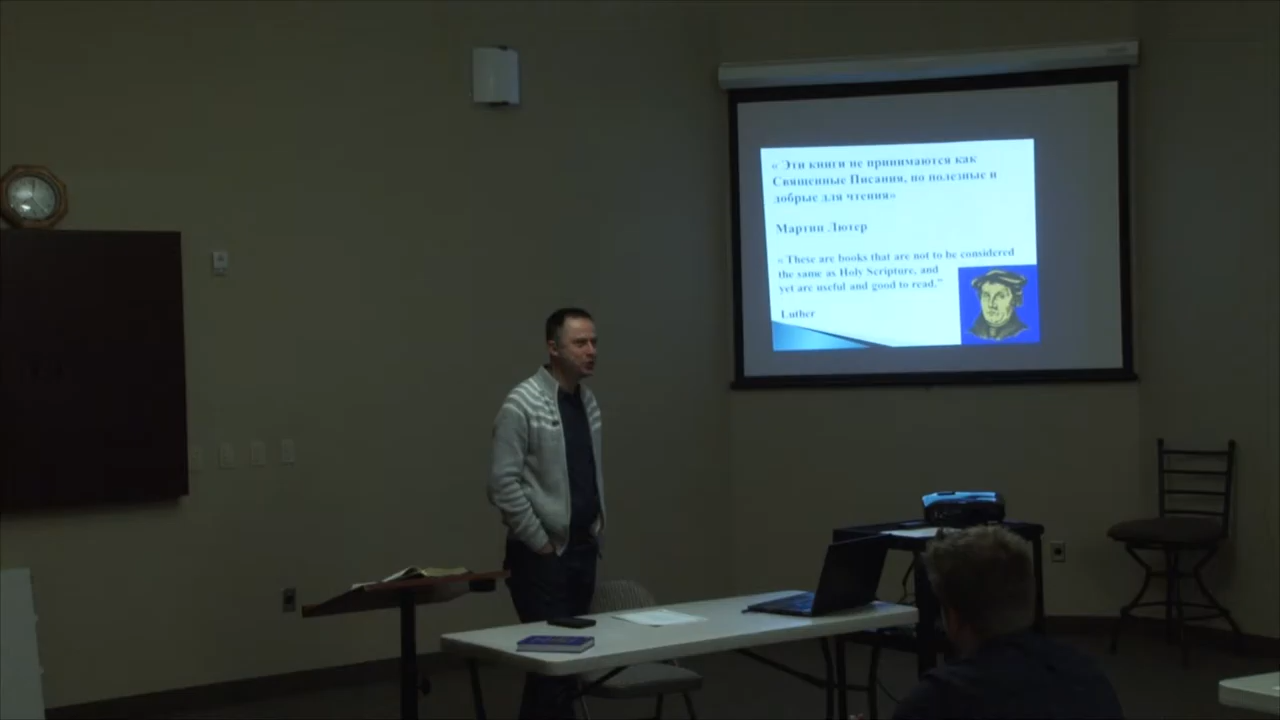 « Эти книги не принимаются как
Священные Писания, но полезные и
добрые для чтения»
Мартин Лютер
« These are books that are not to be considered
the same as Holy Scripture, and
yet are useful and good to read.”
Luther